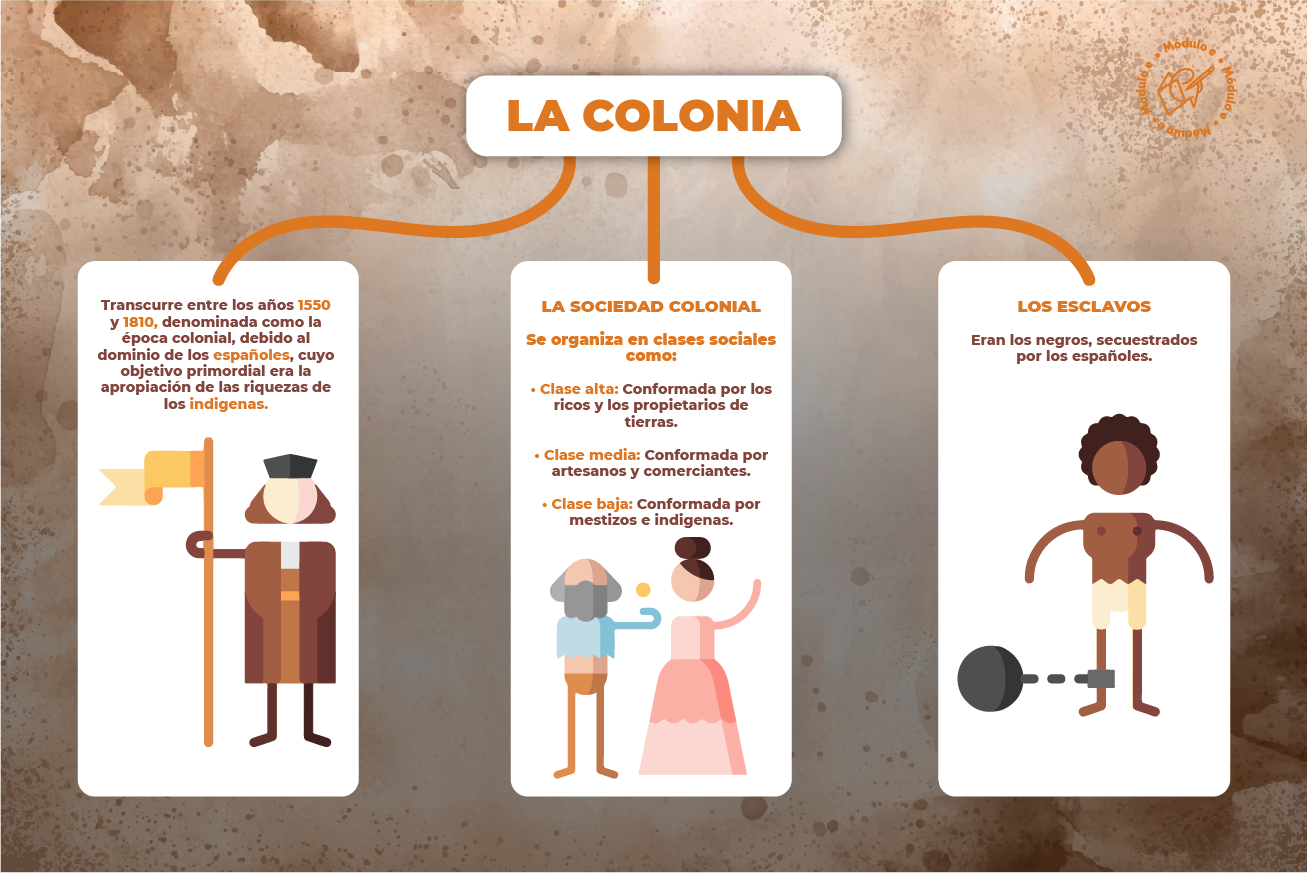 LA COLONIA
Módulo e • Módulo e • Módulo e • Módulo e •
Transcurre entre los años 1550
y 1810, denominada como la
época colonial, debido al
dominio de los españoles, cuyo
objetivo primordial era la
apropiación de las riquezas de
los indigenas.
LA SOCIEDAD COLONIAL
Se organiza en clases sociales
como:
• Clase alta: Conformada por los
ricos y los propietarios de
tierras.
• Clase media: Conformada por
artesanos y comerciantes.
• Clase baja: Conformada por
mestizos e indigenas.
LOS ESCLAVOS
Eran los negros, secuestrados
por los españoles.